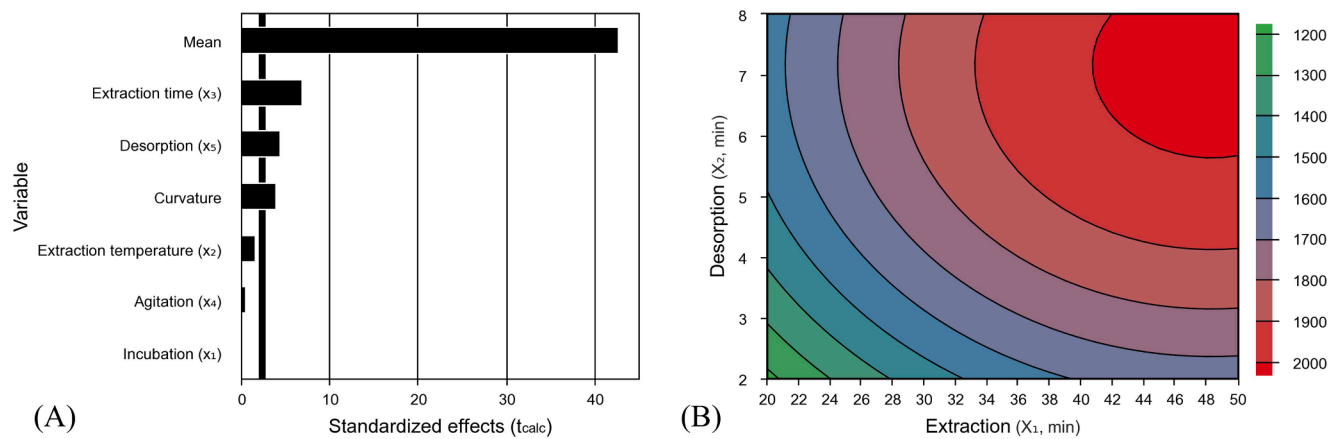 Variable
Mean
Extraction time (x₃)
Desorption (x₅)
Curvature
Extraction temperature (x₂)
Agitation (x₄)
Incubation (x₁)
0 10 20 30 40
Standardized effects (tcalc)
(A)
Desorption (X₂, min)
8
7
6
5
4
3
2
20 22 24 26 28 30 32 34 36 38 40 42 44 46 48 50
Extraction (X₁, min)
(B)
1200
1300
1400
1500
1600
1700
1800
1900
2000